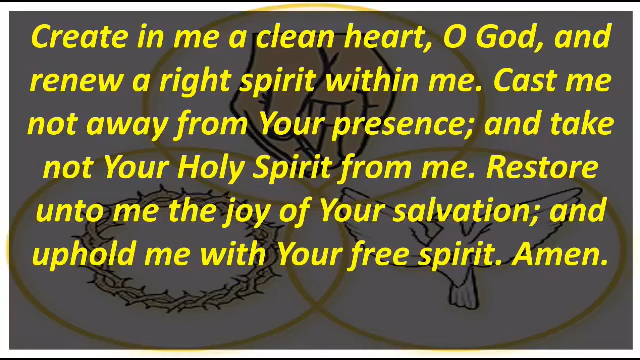 Create in me a clean heart, O God, and
renew a right spirit within me. Cast me
not away from Your presence; and take
not Your Holy Spirit from me. Restore
unto me the joy of Your salvation; and
uphold me with Your free spirit. Amen.